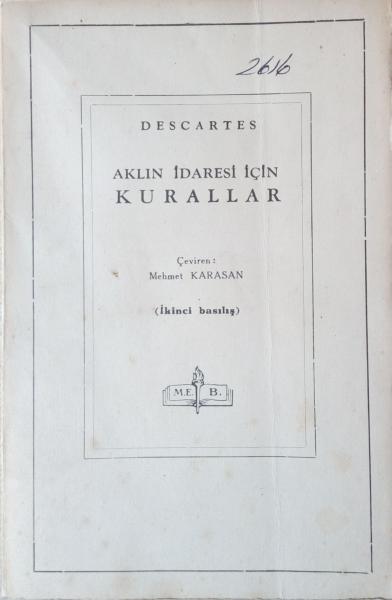 2616
DESCARTES
AKLIN İDARESİ İÇİN
KURALLAR
Çeviren:
Mehmet KARASAN
(İkinci basılış)
M.E. B.